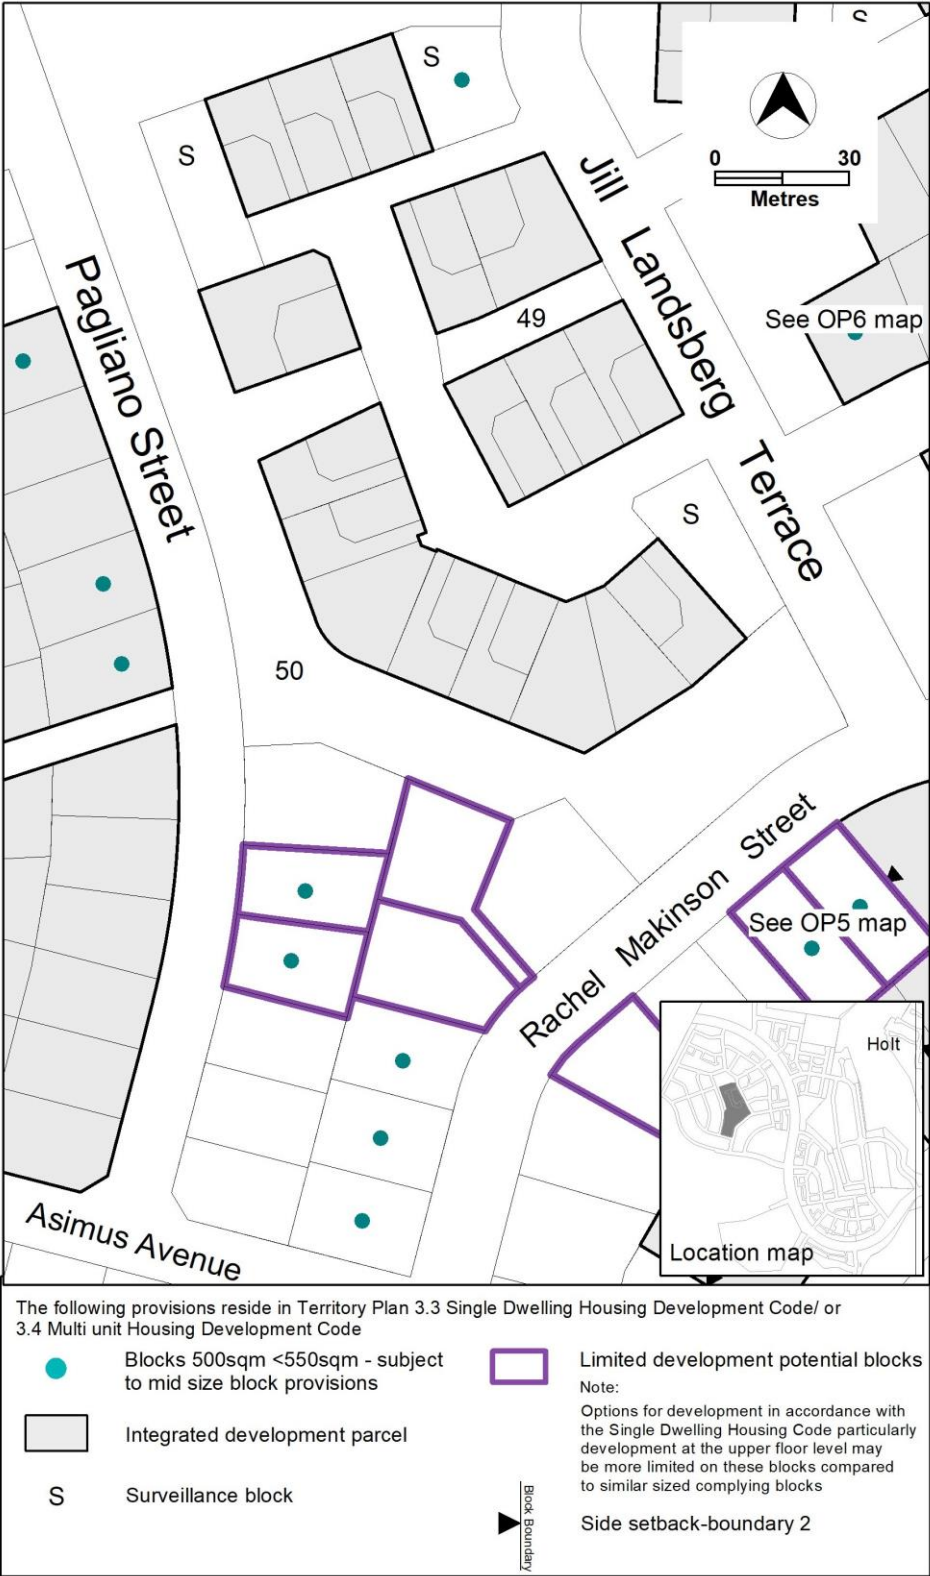 S
S
S
0 30
Metres
Jill Landsberg Terrace
Pagliano Street
See OP6 map
49
S
50
Rachel Makinson Street
See OP5 map
Holt
Asimus Avenue
Location map
The following provisions reside in Territory Plan 3.3 Single Dwelling Housing Development Code/ or
3.4 Multi unit Housing Development Code
Blocks 500sqm <550sqm - subject
to mid size block provisions
Limited development potential blocks
Note:
Options for development in accordance with
the Single Dwelling Housing Code particularly
development at the upper floor level may
be more limited on these blocks compared
to similar sized complying blocks
Integrated development parcel
S Surveillance block
Block Boundary
Side setback-boundary 2